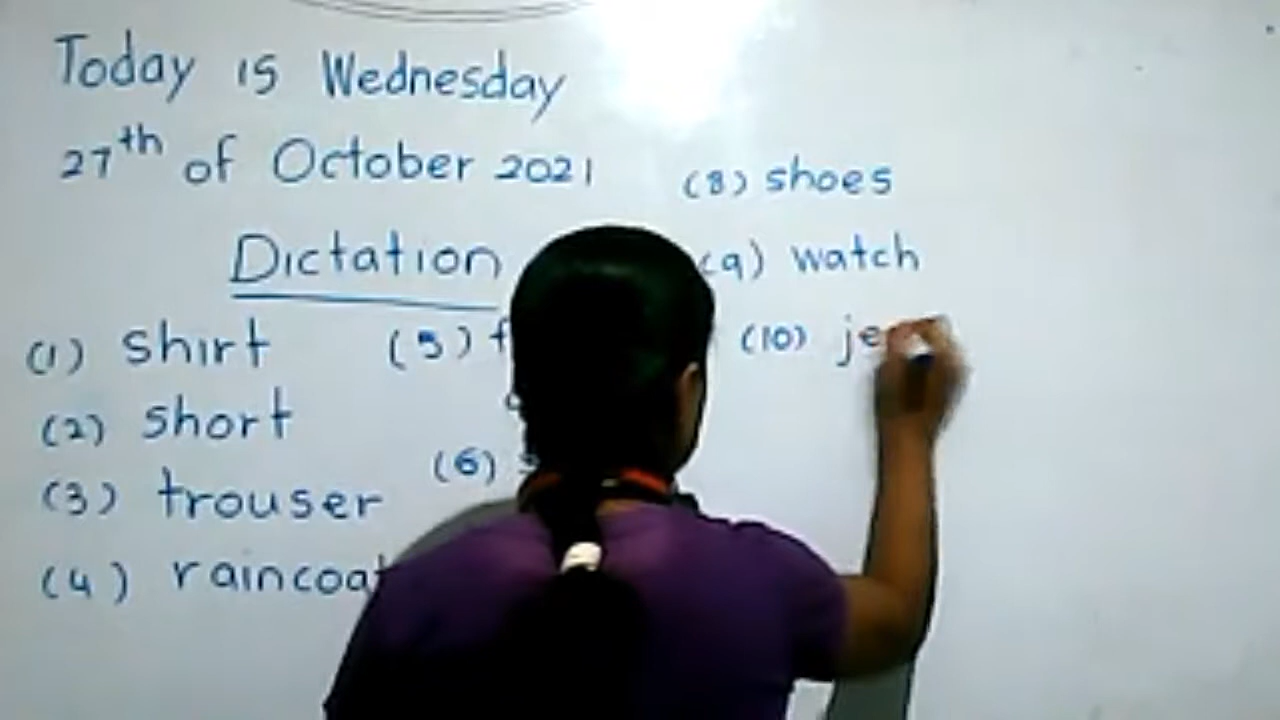 Today is Wednesday
27th of October 2021
Dictation
(1) shirt
(2) short
(3) trouser
(4) raincoat
(5)
(6)
(8) shoes
(9) watch
(10)